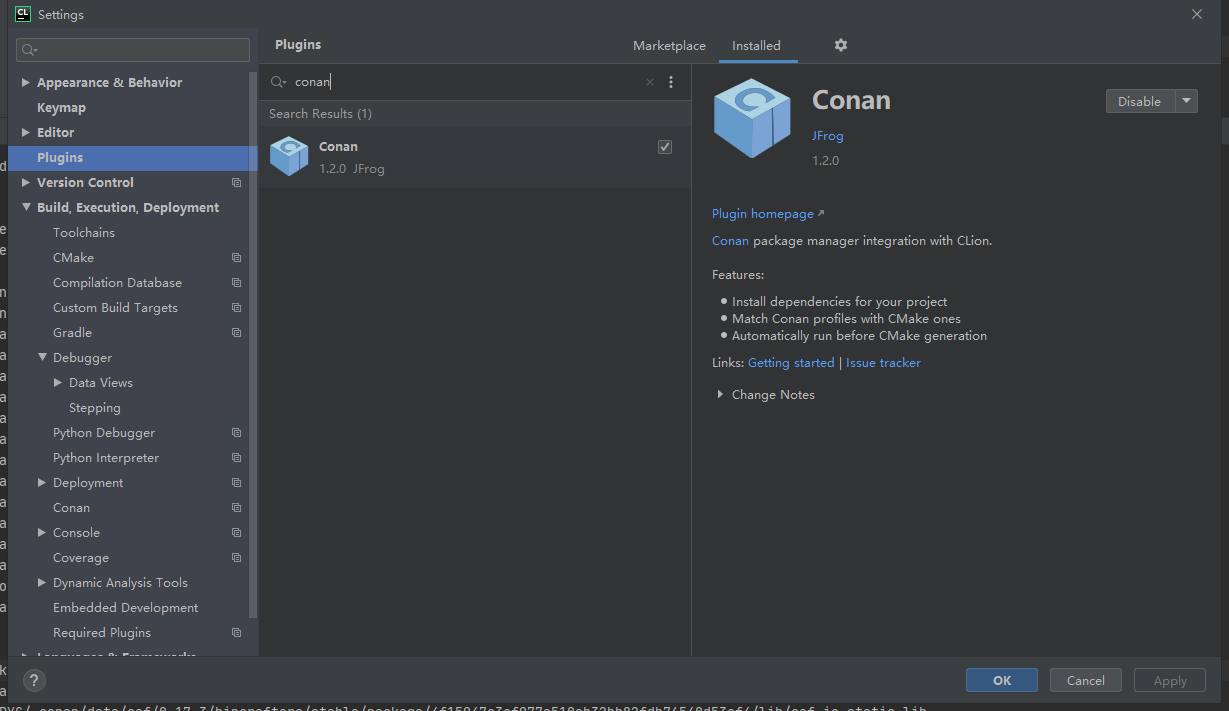 CL
Settings
Plugins
Marketplace
Installed
Appearance & Behavior
Keymap
Editor
Plugins
Version Control
Build, Execution, Deployment
Toolchains
CMake
Compilation Database
Custom Build Targets
Gradle
Debugger
Data Views
Stepping
Python Debugger
Python Interpreter
Deployment
Conan
Console
Coverage
Dynamic Analysis Tools
Embedded Development
Required Plugins
conan
Search Results (1)
Conan
1.2.0 JFrog
Conan
JFrog
1.2.0
Disable
Plugin homepage
Conan package manager integration with CLion.
Features:
Install dependencies for your project
Match Conan profiles with CMake ones
Automatically run before CMake generation
Links: Getting started | Issue tracker
Change Notes
?
OK
Cancel
Apply